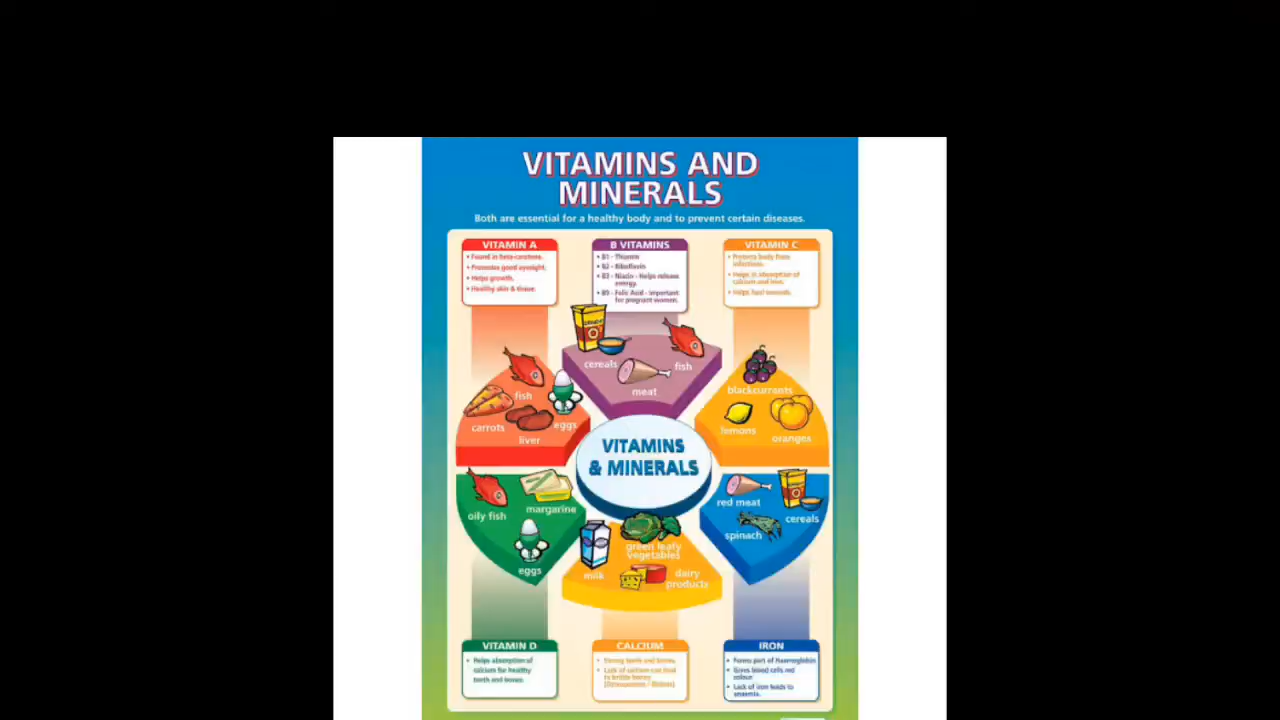 VITAMINS AND
MINERALS
Both are essential for a healthy body and to prevent certain diseases.
VITAMIN A
• Found in beta-carotene.
• Promotes good eyesight.
• Helps growth.
• Healthy skin & tissue.
B VITAMINS
• B1 - Thiamin
• B2 - Riboflavin
• B3 - Niacin - Helps release
energy.
• B9 - Folic Acid - Important
for pregnant women.
VITAMIN C
• Protects body from
infections.
• Helps in absorption of
calcium and iron.
• Helps heal wounds.
cereals
fish
meat
fish
carrots
eggs
liver
blackcurrants
lemons
oranges
VITAMINS
& MINERALS
oily fish
margarine
eggs
milk
green leafy
vegetables
dairy
products
red meat
cereals
spinach
VITAMIN D
• Helps absorption of
calcium for healthy
teeth and bones.
CALCIUM
• Strong teeth and bones.
• Lack of calcium can lead
to brittle bones
IRON
• Forms part of Haemoglobin
• Gives blood cells red
colour
• Lack of iron leads to
anaemia.